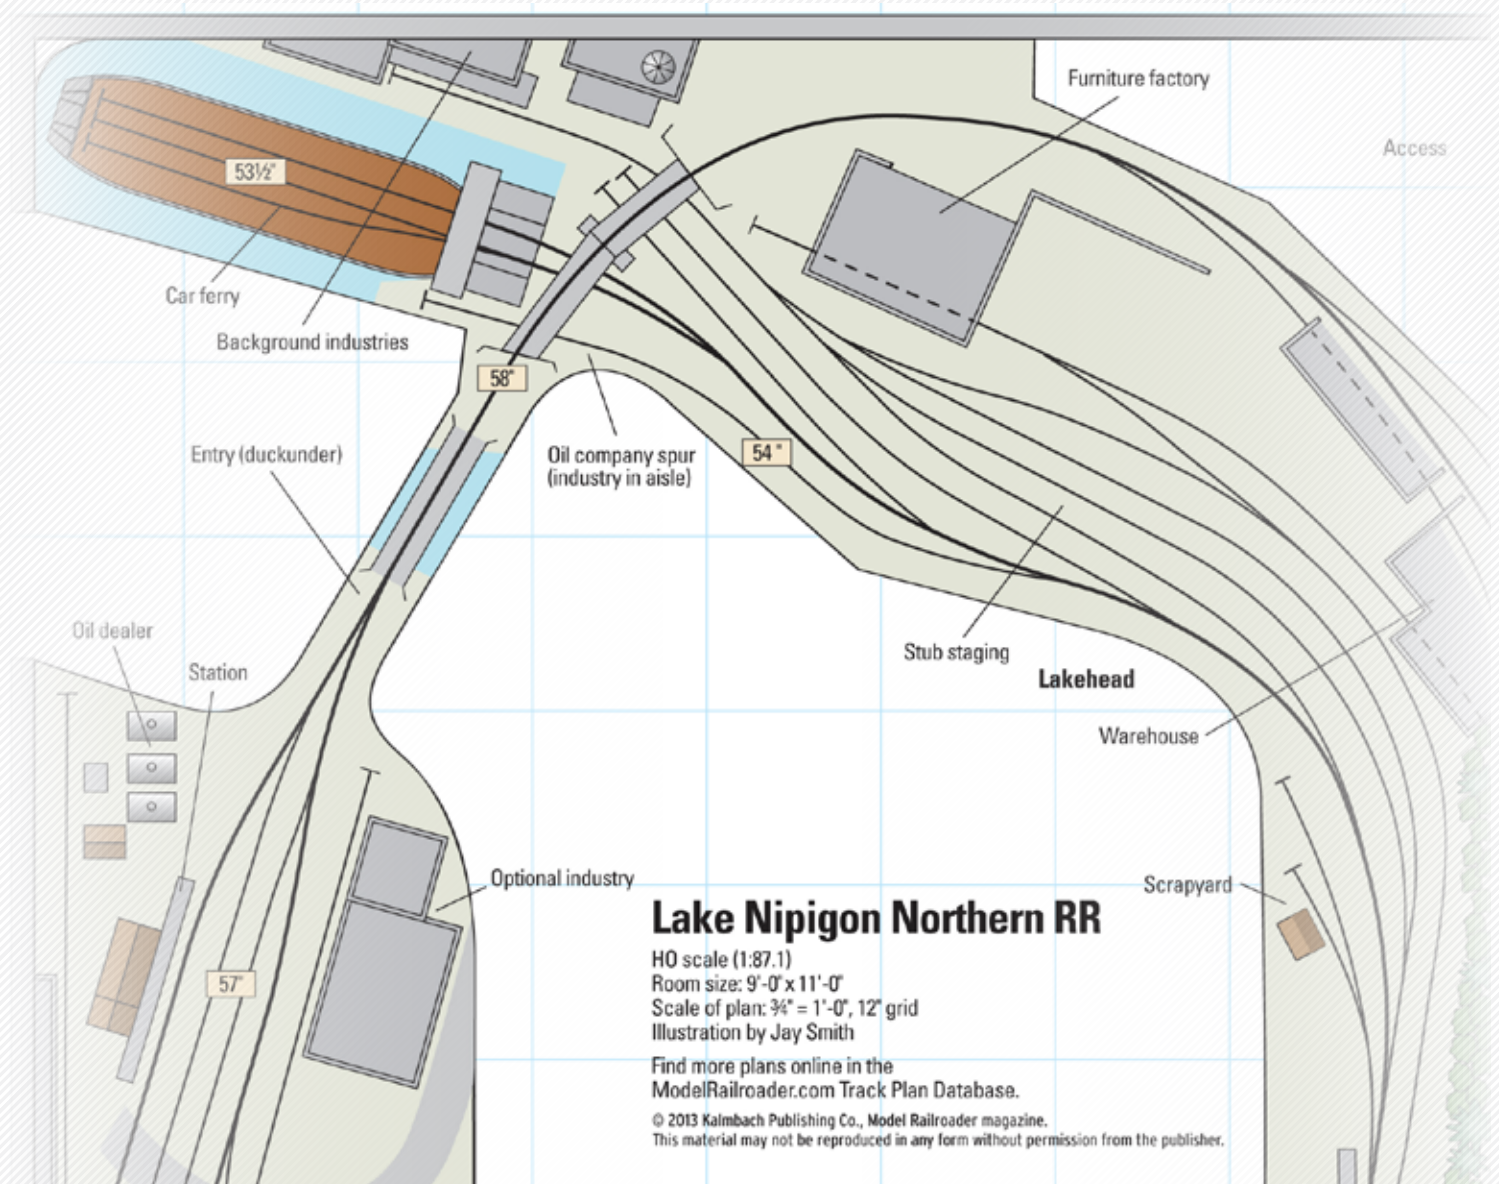 Furniture factory
Access
53½"
Car ferry
Background industries
58"
Entry (duckunder)
Oil company spur
(industry in aisle)
54 "
Oil dealer
Station
Stub staging
Lakehead
Warehouse
Optional industry
Scrapyard
57"
Lake Nipigon Northern RR
HO scale (1:87.1)
Room size: 9'-0" x 11'-0"
Scale of plan: ¾" = 1'-0", 12" grid
Illustration by Jay Smith
Find more plans online in the
ModelRailroader.com Track Plan Database.
© 2013 Kalmbach Publishing Co., Model Railroader magazine.
This material may not be reproduced in any form without permission from the publisher.